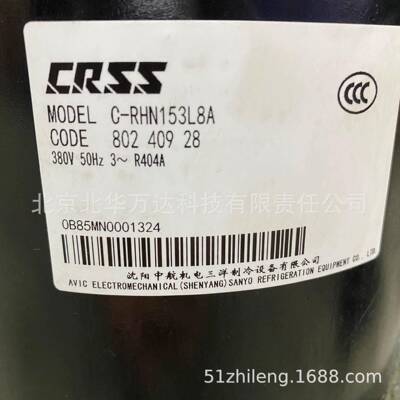 CRSS
CCC
MODEL C-RHN153L8A
CODE 802 409 28
380V 50Hz 3～ R404A
北京北华万达科技有限责任公司
0B85MN0001324
沈阳中航机电三洋制冷设备有限公司
AVIC ELECTROMECHANICAL(SHENYANG)SANYO REFRIGERATION EQUIPMENT CO., LTD.
51zhileng.1688.com